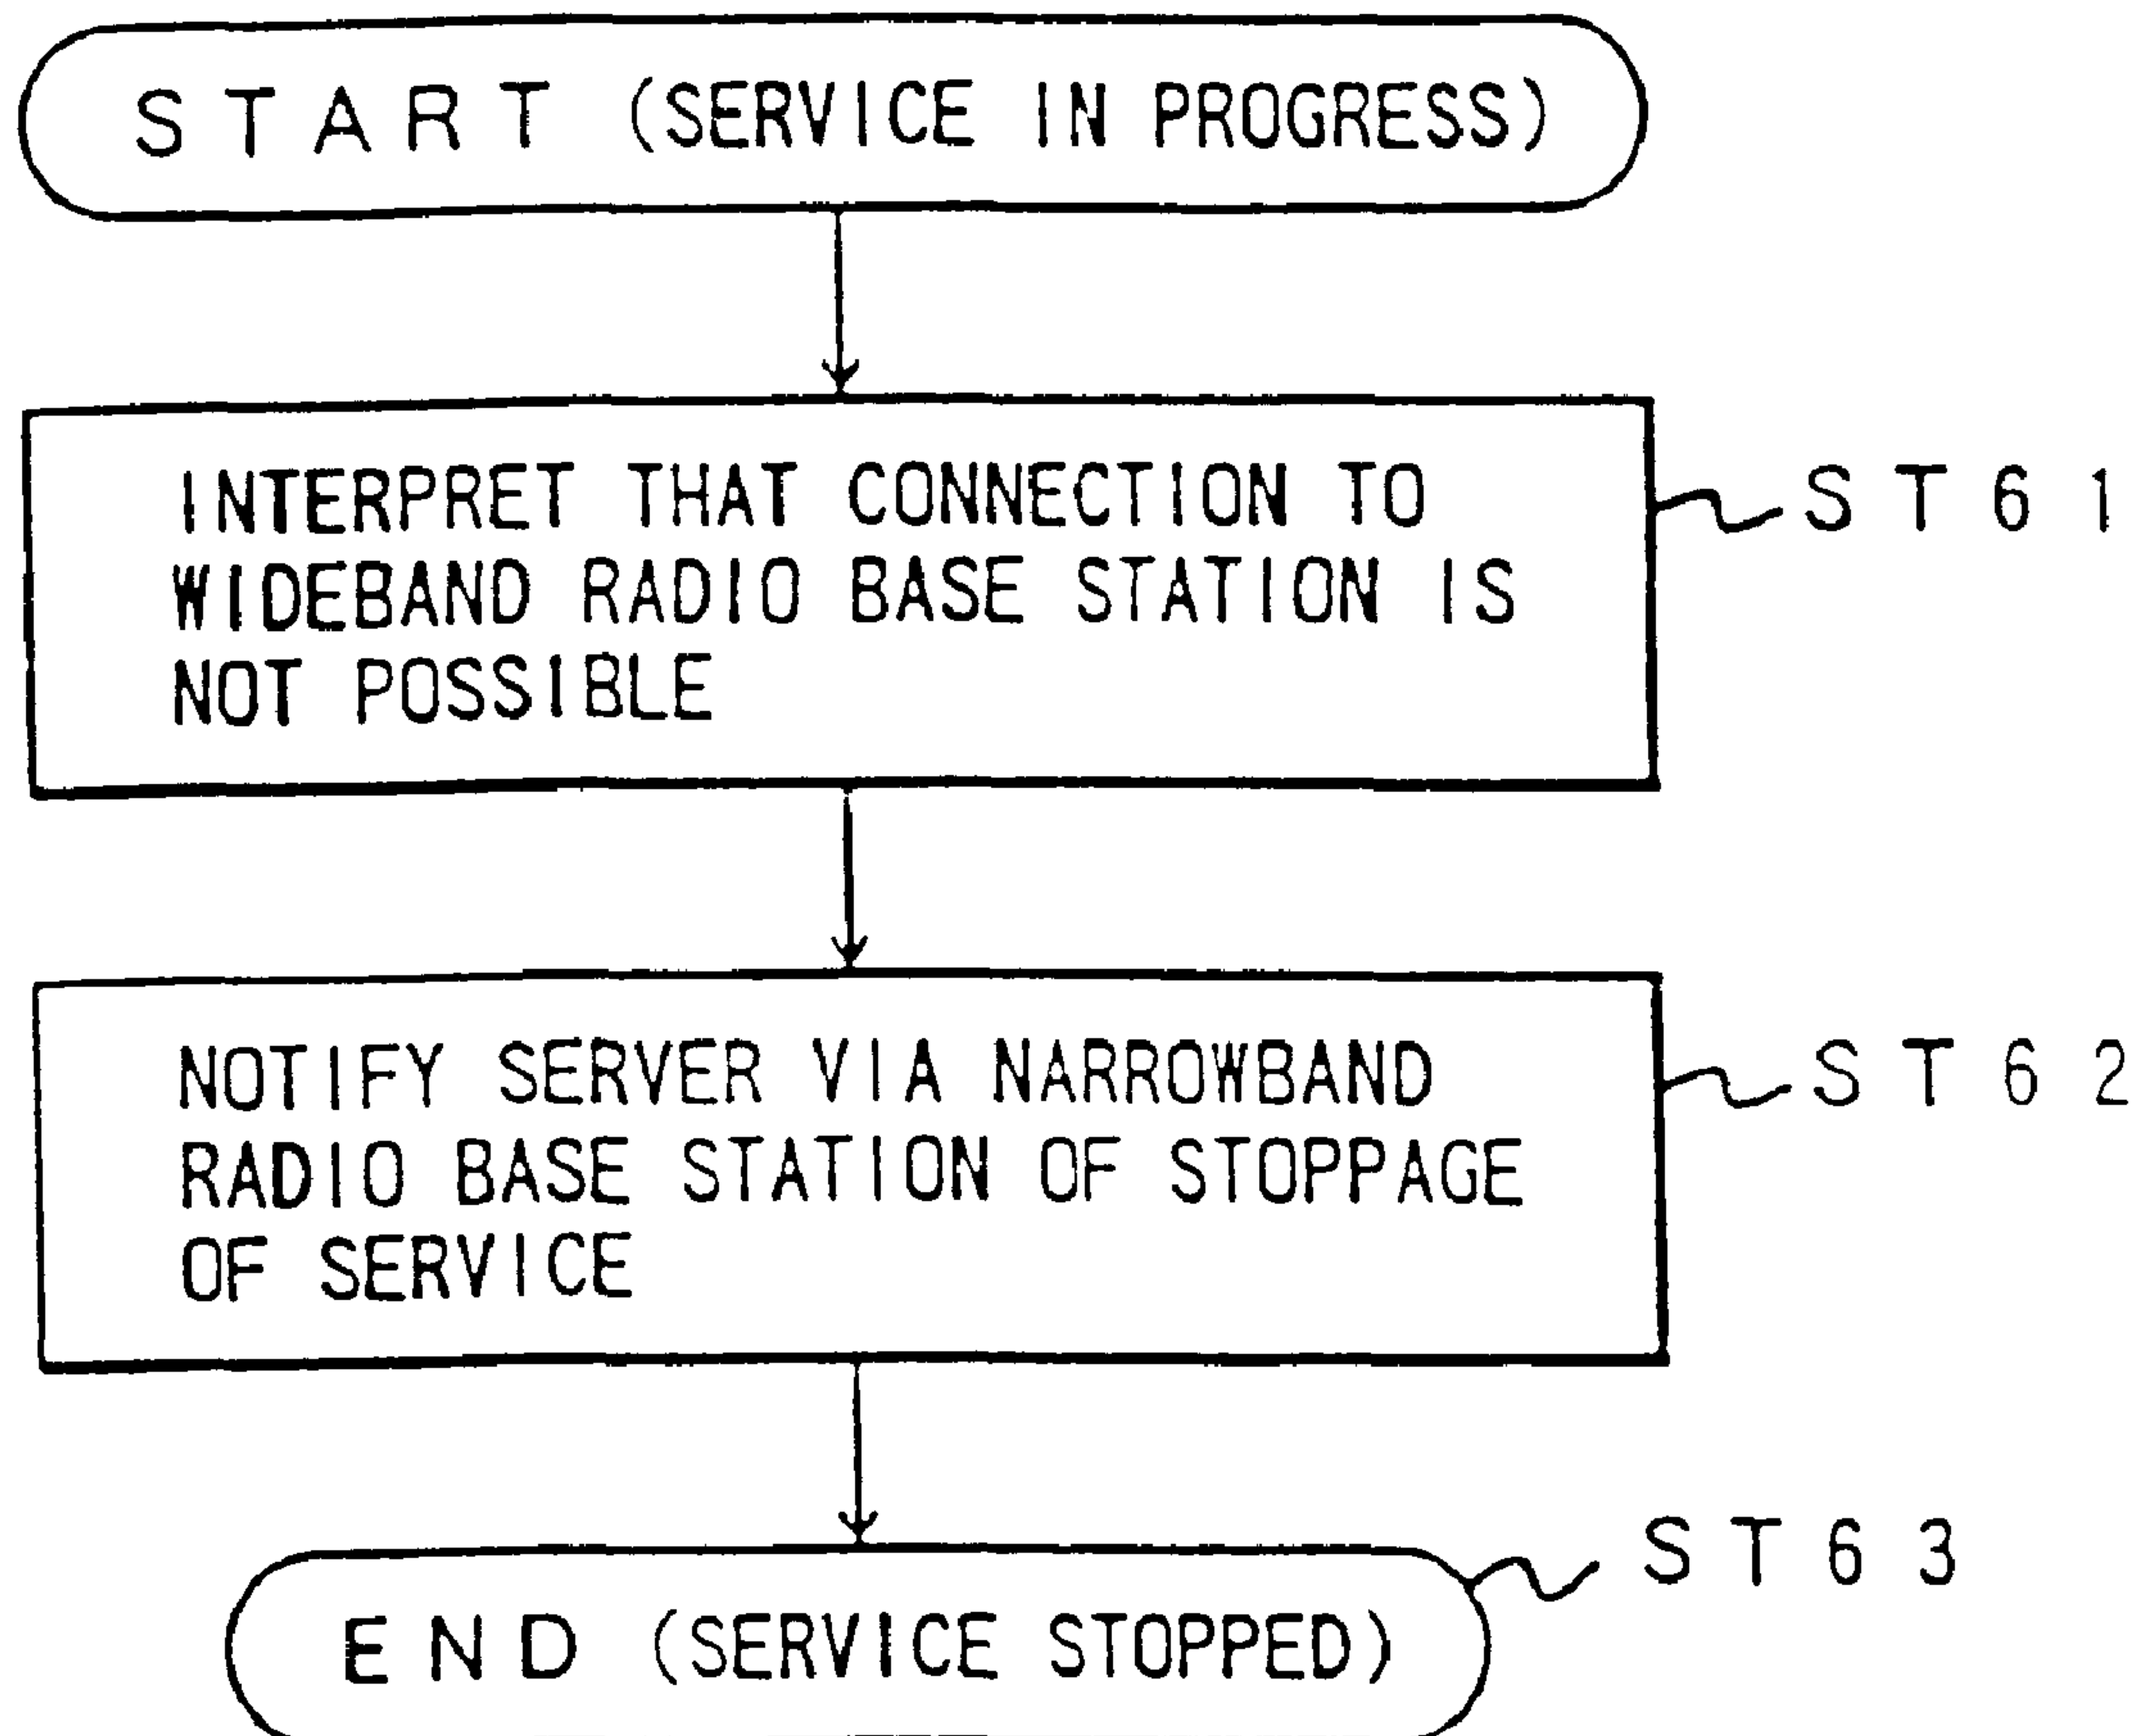 START (SERVICE IN PROGRESS)
INTERPRET THAT CONNECTION TO
WIDEBAND RADIO BASE STATION IS
NOT POSSIBLE
ST61
NOTIFY SERVER VIA NARROWBAND
RADIO BASE STATION OF STOPPAGE
OF SERVICE
ST62
ST63
END (SERVICE STOPPED)